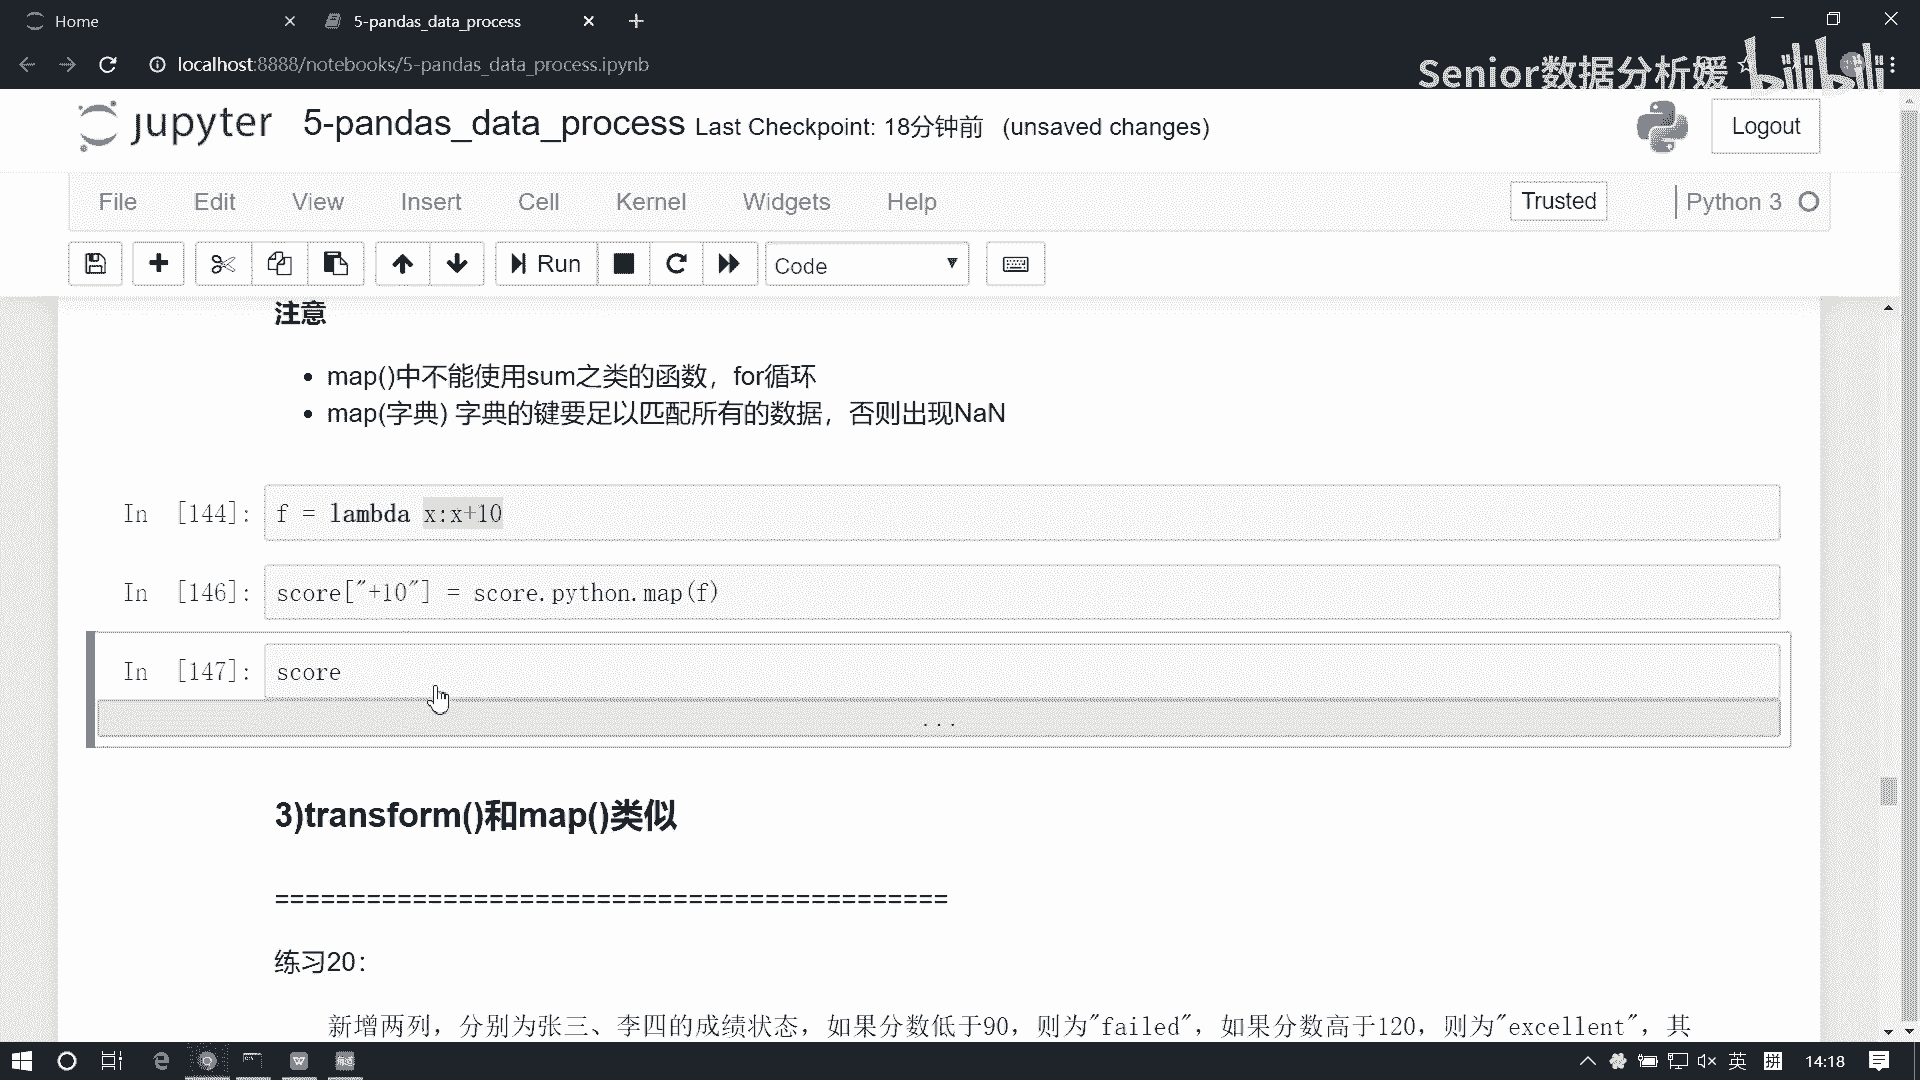 Home
5-pandas_data_process
localhost:8888/notebooks/5-pandas_data_process.ipynb
Senior数据分析媛 bilibili
jupyter 5-pandas_data_process Last Checkpoint: 18分钟前 (unsaved changes)
Logout
File Edit View Insert Cell Kernel Widgets Help
Trusted
Python 3
Run
Code
注意
• map()中不能使用sum之类的函数，for循环
• map(字典) 字典的键要足以匹配所有的数据，否则出现NaN
In [144]: f = lambda x:x+10
In [146]: score["+10"] = score.python.map(f)
In [147]: score
...
3)transform()和map()类似
============================================
练习20：
新增两列，分别为张三、李四的成绩状态，如果分数低于90，则为"failed"，如果分数高于120，则为"excellent"，其
英
拼
14:18